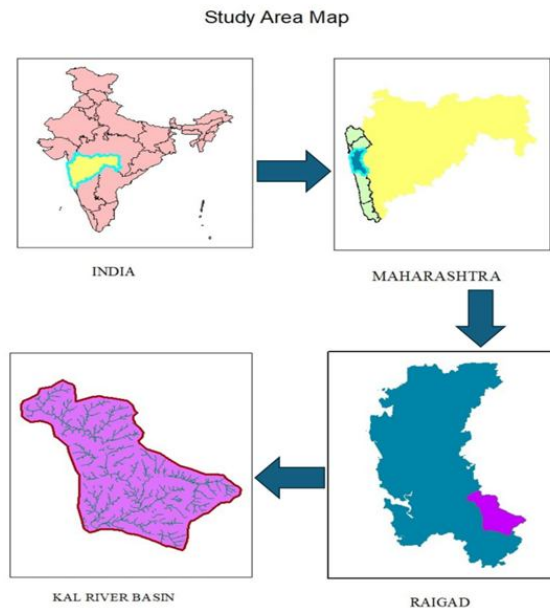 Study Area Map
INDIA
MAHARASHTRA
KAL RIVER BASIN
RAIGAD